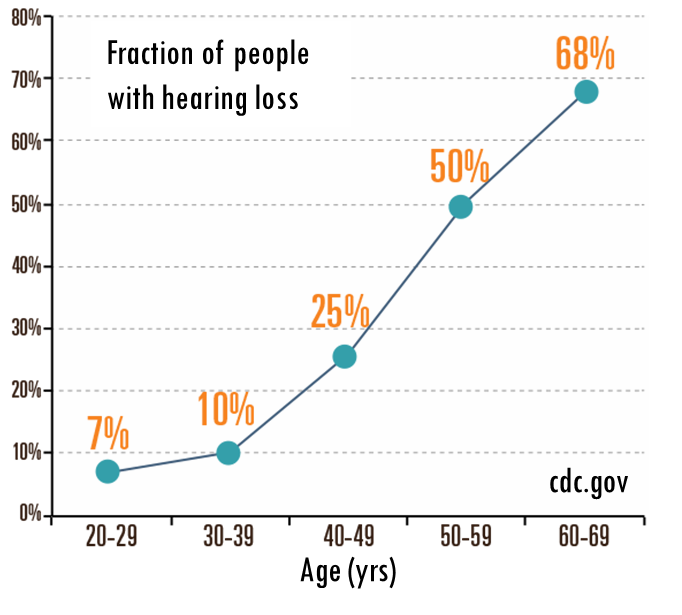 80%
70%
60%
50%
40%
30%
20%
10%
0%
Fraction of people
with hearing loss
7%
10%
25%
50%
68%
cdc.gov
20-29 30-39 40-49 50-59 60-69
Age (yrs)